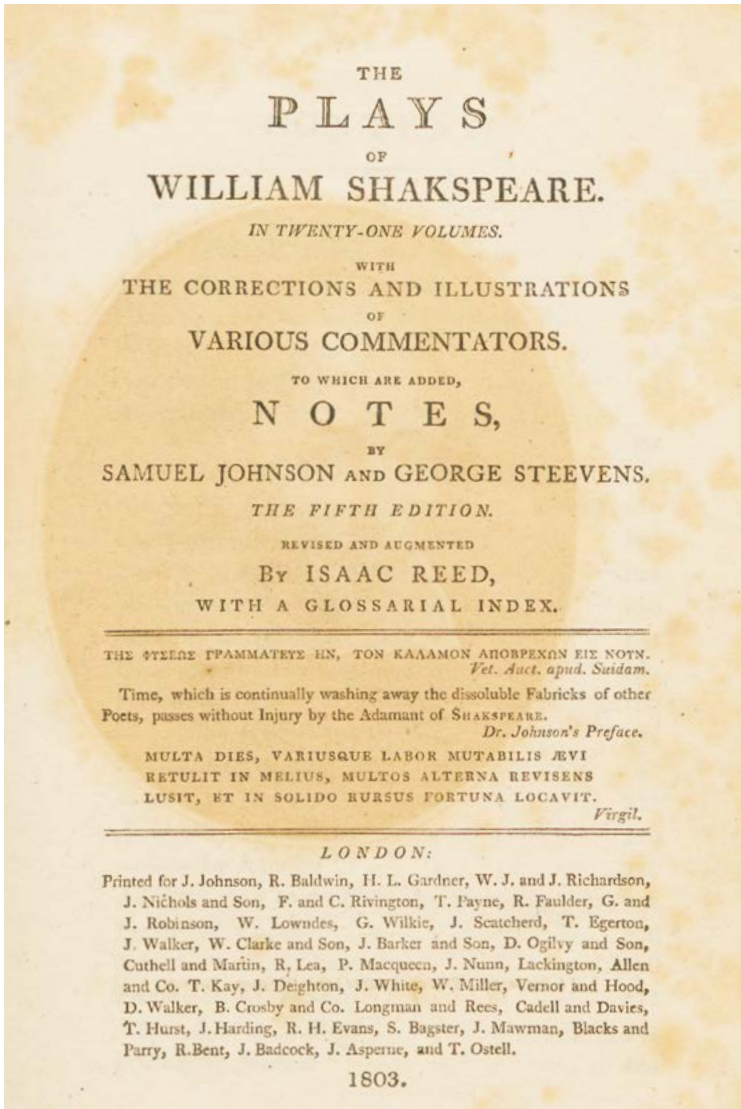 THE
PLAYS
OF
WILLIAM SHAKSPEARE.
IN TWENTY-ONE VOLUMES.
WITH
THE CORRECTIONS AND ILLUSTRATIONS
OF
VARIOUS COMMENTATORS.
TO WHICH ARE ADDED,
NOTES,
BY
SAMUEL JOHNSON AND GEORGE STEEVENS.
THE FIFTH EDITION.
REVISED AND AUGMENTED
BY ISAAC REED,
WITH A GLOSSARIAL INDEX.
ΤΗΣ ΦΥΣΕΩΣ ΓΡΑΜΜΑΤΕΥΣ ΗΝ, ΤΟΝ ΚΑΛΑΜΟΝ ΑΠΟΒΡΕΧΩΝ ΕΙΣ ΝΟΥΝ.
Vet. Auct. apud. Suidam.
Time, which is continually washing away the dissoluble Fabricks of other
Poets, passes without Injury by the Adamant of SHAKSPEARE.
Dr. Johnson's Preface.
MULTA DIES, VARIUSQUE LABOR MUTABILIS ÆVI
RETULIT IN MELIUS, MULTOS ALTERNA REVISENS
LUSIT, ET IN SOLIDO RURSUS FORTUNA LOCAVIT.
Virgil.
LONDON:
Printed for J. Johnson, R. Baldwin, H. L. Gardner, W. J. and J. Richardson,
J. Nichols and Son, F. and C. Rivington, T. Payne, R. Faulder, G. and
J. Robinson, W. Lowndes, G. Wilkie, J. Scatcherd, T. Egerton,
J. Walker, W. Clarke and Son, J. Barker and Son, D. Ogilvy and Son,
Cuthell and Martin, R. Lea, P. Macqueen, J. Nunn, Lackington, Allen
and Co. T. Kay, J. Deighton, J. White, W. Miller, Vernor and Hood,
D. Walker, B. Crosby and Co. Longman and Rees, Cadell and Davies,
T. Hurst, J. Harding, R. H. Evans, S. Bagster, J. Mawman, Blacks and
Parry, R. Bent, J. Badcock, J. Asperne, and T. Ostell.
1803.